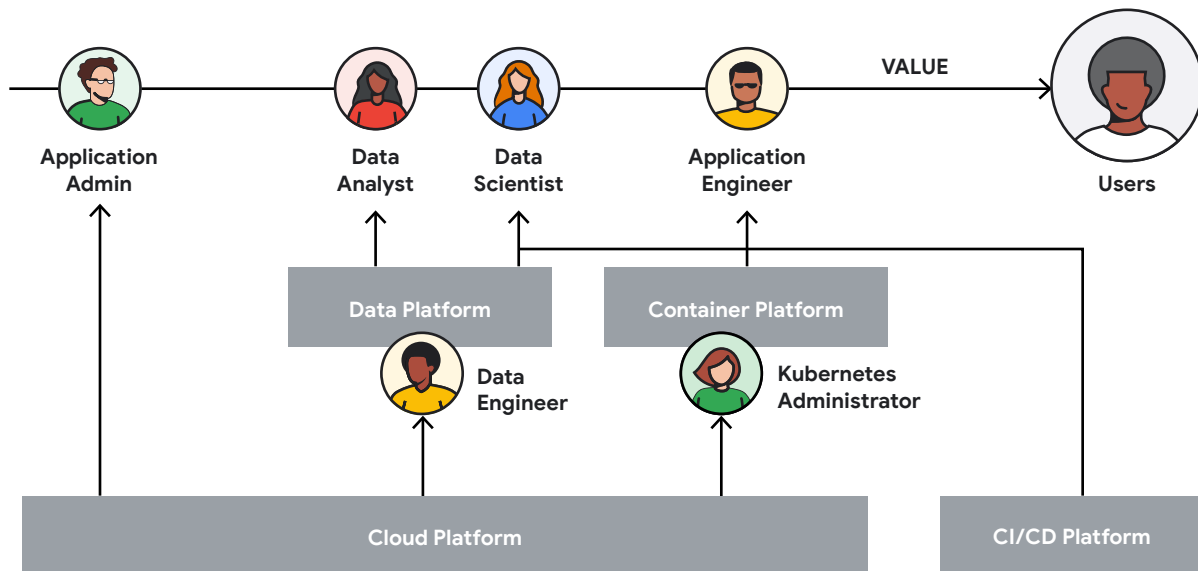 VALUE
Application
Admin
Data
Analyst
Data
Scientist
Application
Engineer
Users
Data Platform
Container Platform
Data
Engineer
Kubernetes
Administrator
Cloud Platform
CI/CD Platform